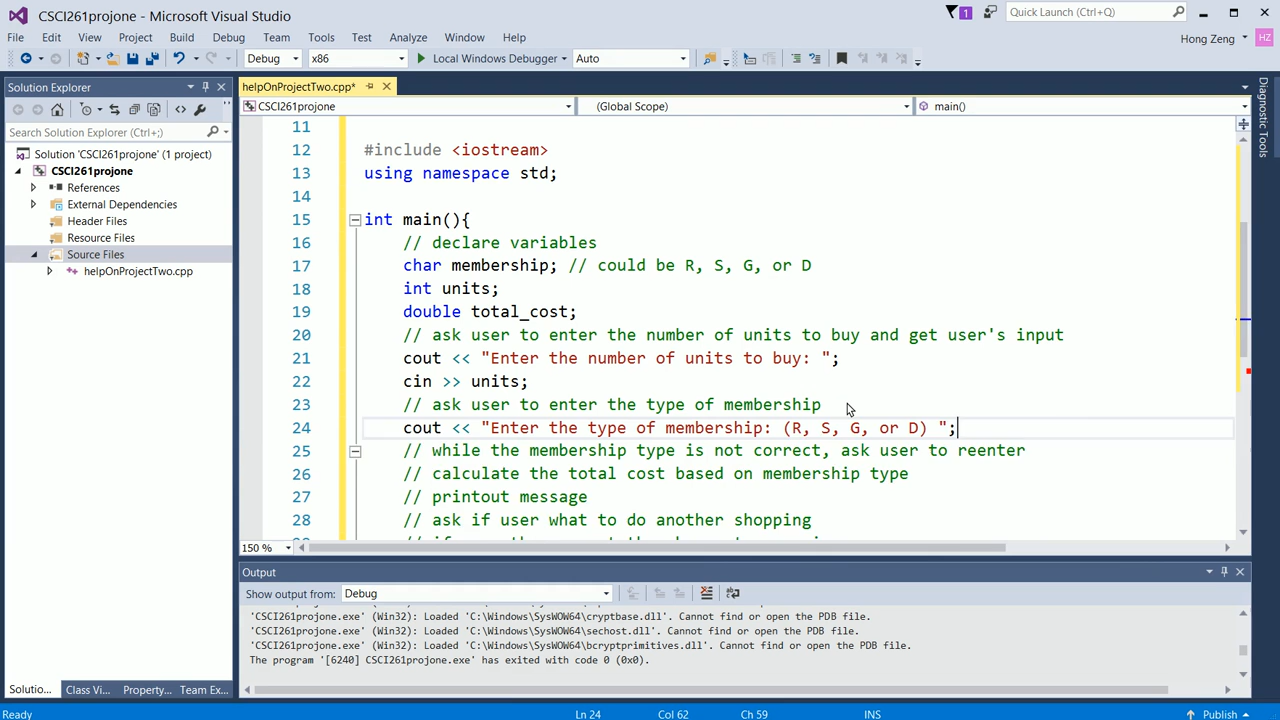 CSCI261projone - Microsoft Visual Studio
1
Quick Launch (Ctrl+Q)
File Edit View Project Build Debug Team Tools Test Analyze Window Help
Hong Zeng
HZ
Debug x86 Local Windows Debugger Auto
Solution Explorer
Search Solution Explorer (Ctrl+;)
Solution 'CSCI261projone' (1 project)
CSCI261projone
References
External Dependencies
Header Files
Resource Files
Source Files
helpOnProjectTwo.cpp
Solutio... Class Vi... Property... Team Ex...
helpOnProjectTwo.cpp*
CSCI261projone (Global Scope) main()
11
12 #include <iostream>
13 using namespace std;
14
15 int main(){
16 // declare variables
17 char membership; // could be R, S, G, or D
18 int units;
19 double total_cost;
20 // ask user to enter the number of units to buy and get user's input
21 cout << "Enter the number of units to buy: ";
22 cin >> units;
23 // ask user to enter the type of membership
24 cout << "Enter the type of membership: (R, S, G, or D) ";
25 // while the membership type is not correct, ask user to reenter
26 // calculate the total cost based on membership type
27 // printout message
28 // ask if user what to do another shopping
150 %
Diagnostic Tools
Output
Show output from: Debug
'CSCI261projone.exe' (Win32): Loaded 'C:\Windows\SysWOW64\cryptbase.dll'. Cannot find or open the PDB file.
'CSCI261projone.exe' (Win32): Loaded 'C:\Windows\SysWOW64\sechost.dll'. Cannot find or open the PDB file.
'CSCI261projone.exe' (Win32): Loaded 'C:\Windows\SysWOW64\bcryptprimitives.dll'. Cannot find or open the PDB file.
The program '[6240] CSCI261projone.exe' has exited with code 0 (0x0).
Ready Ln 24 Col 62 Ch 59 INS Publish